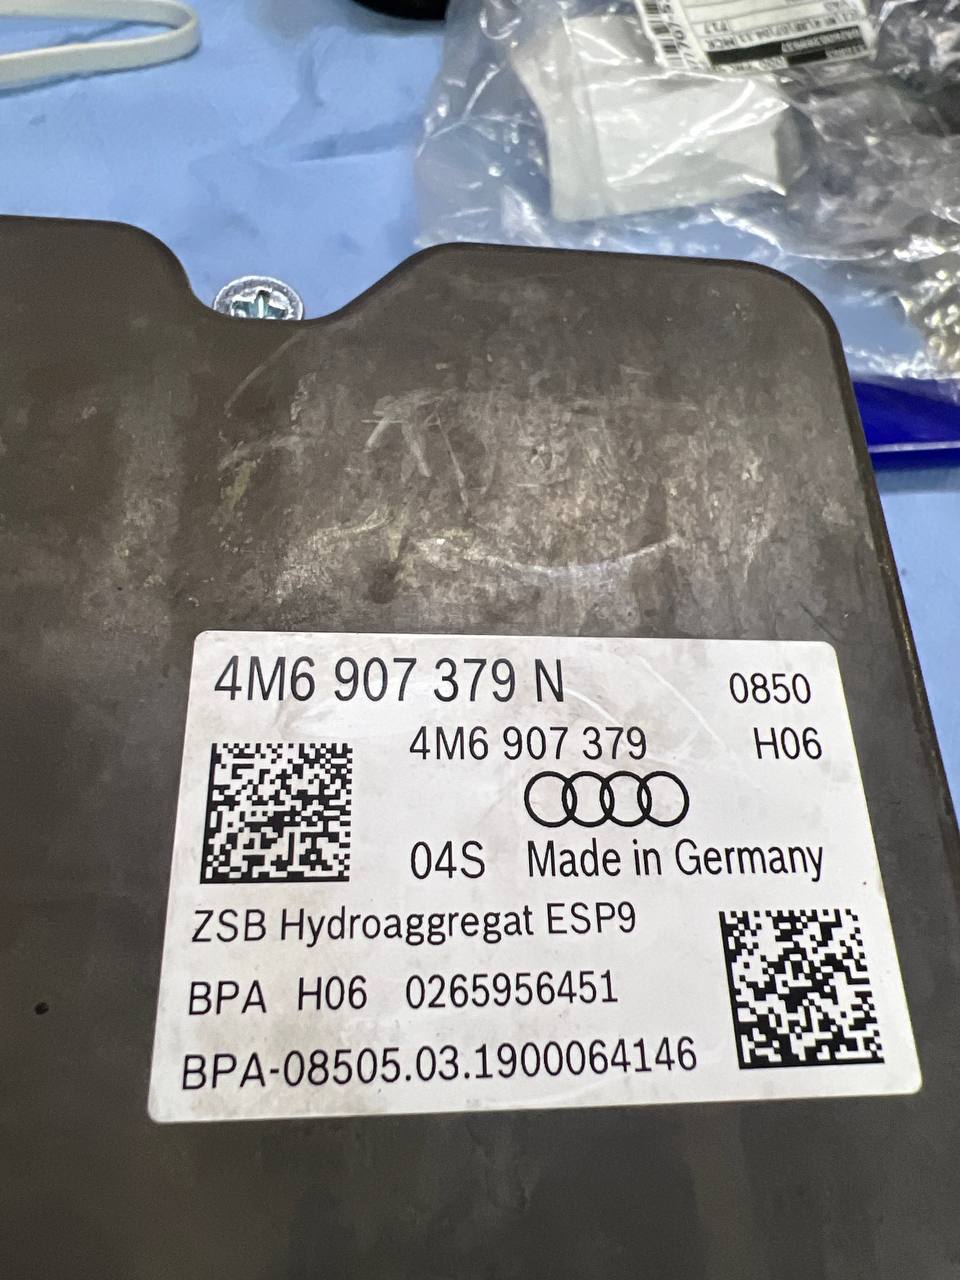 4M6 907 379 N 0850
4M6 907 379 H06
04S Made in Germany
ZSB Hydroaggregat ESP9
BPA H06 0265956451
BPA-08505.03.1900064146